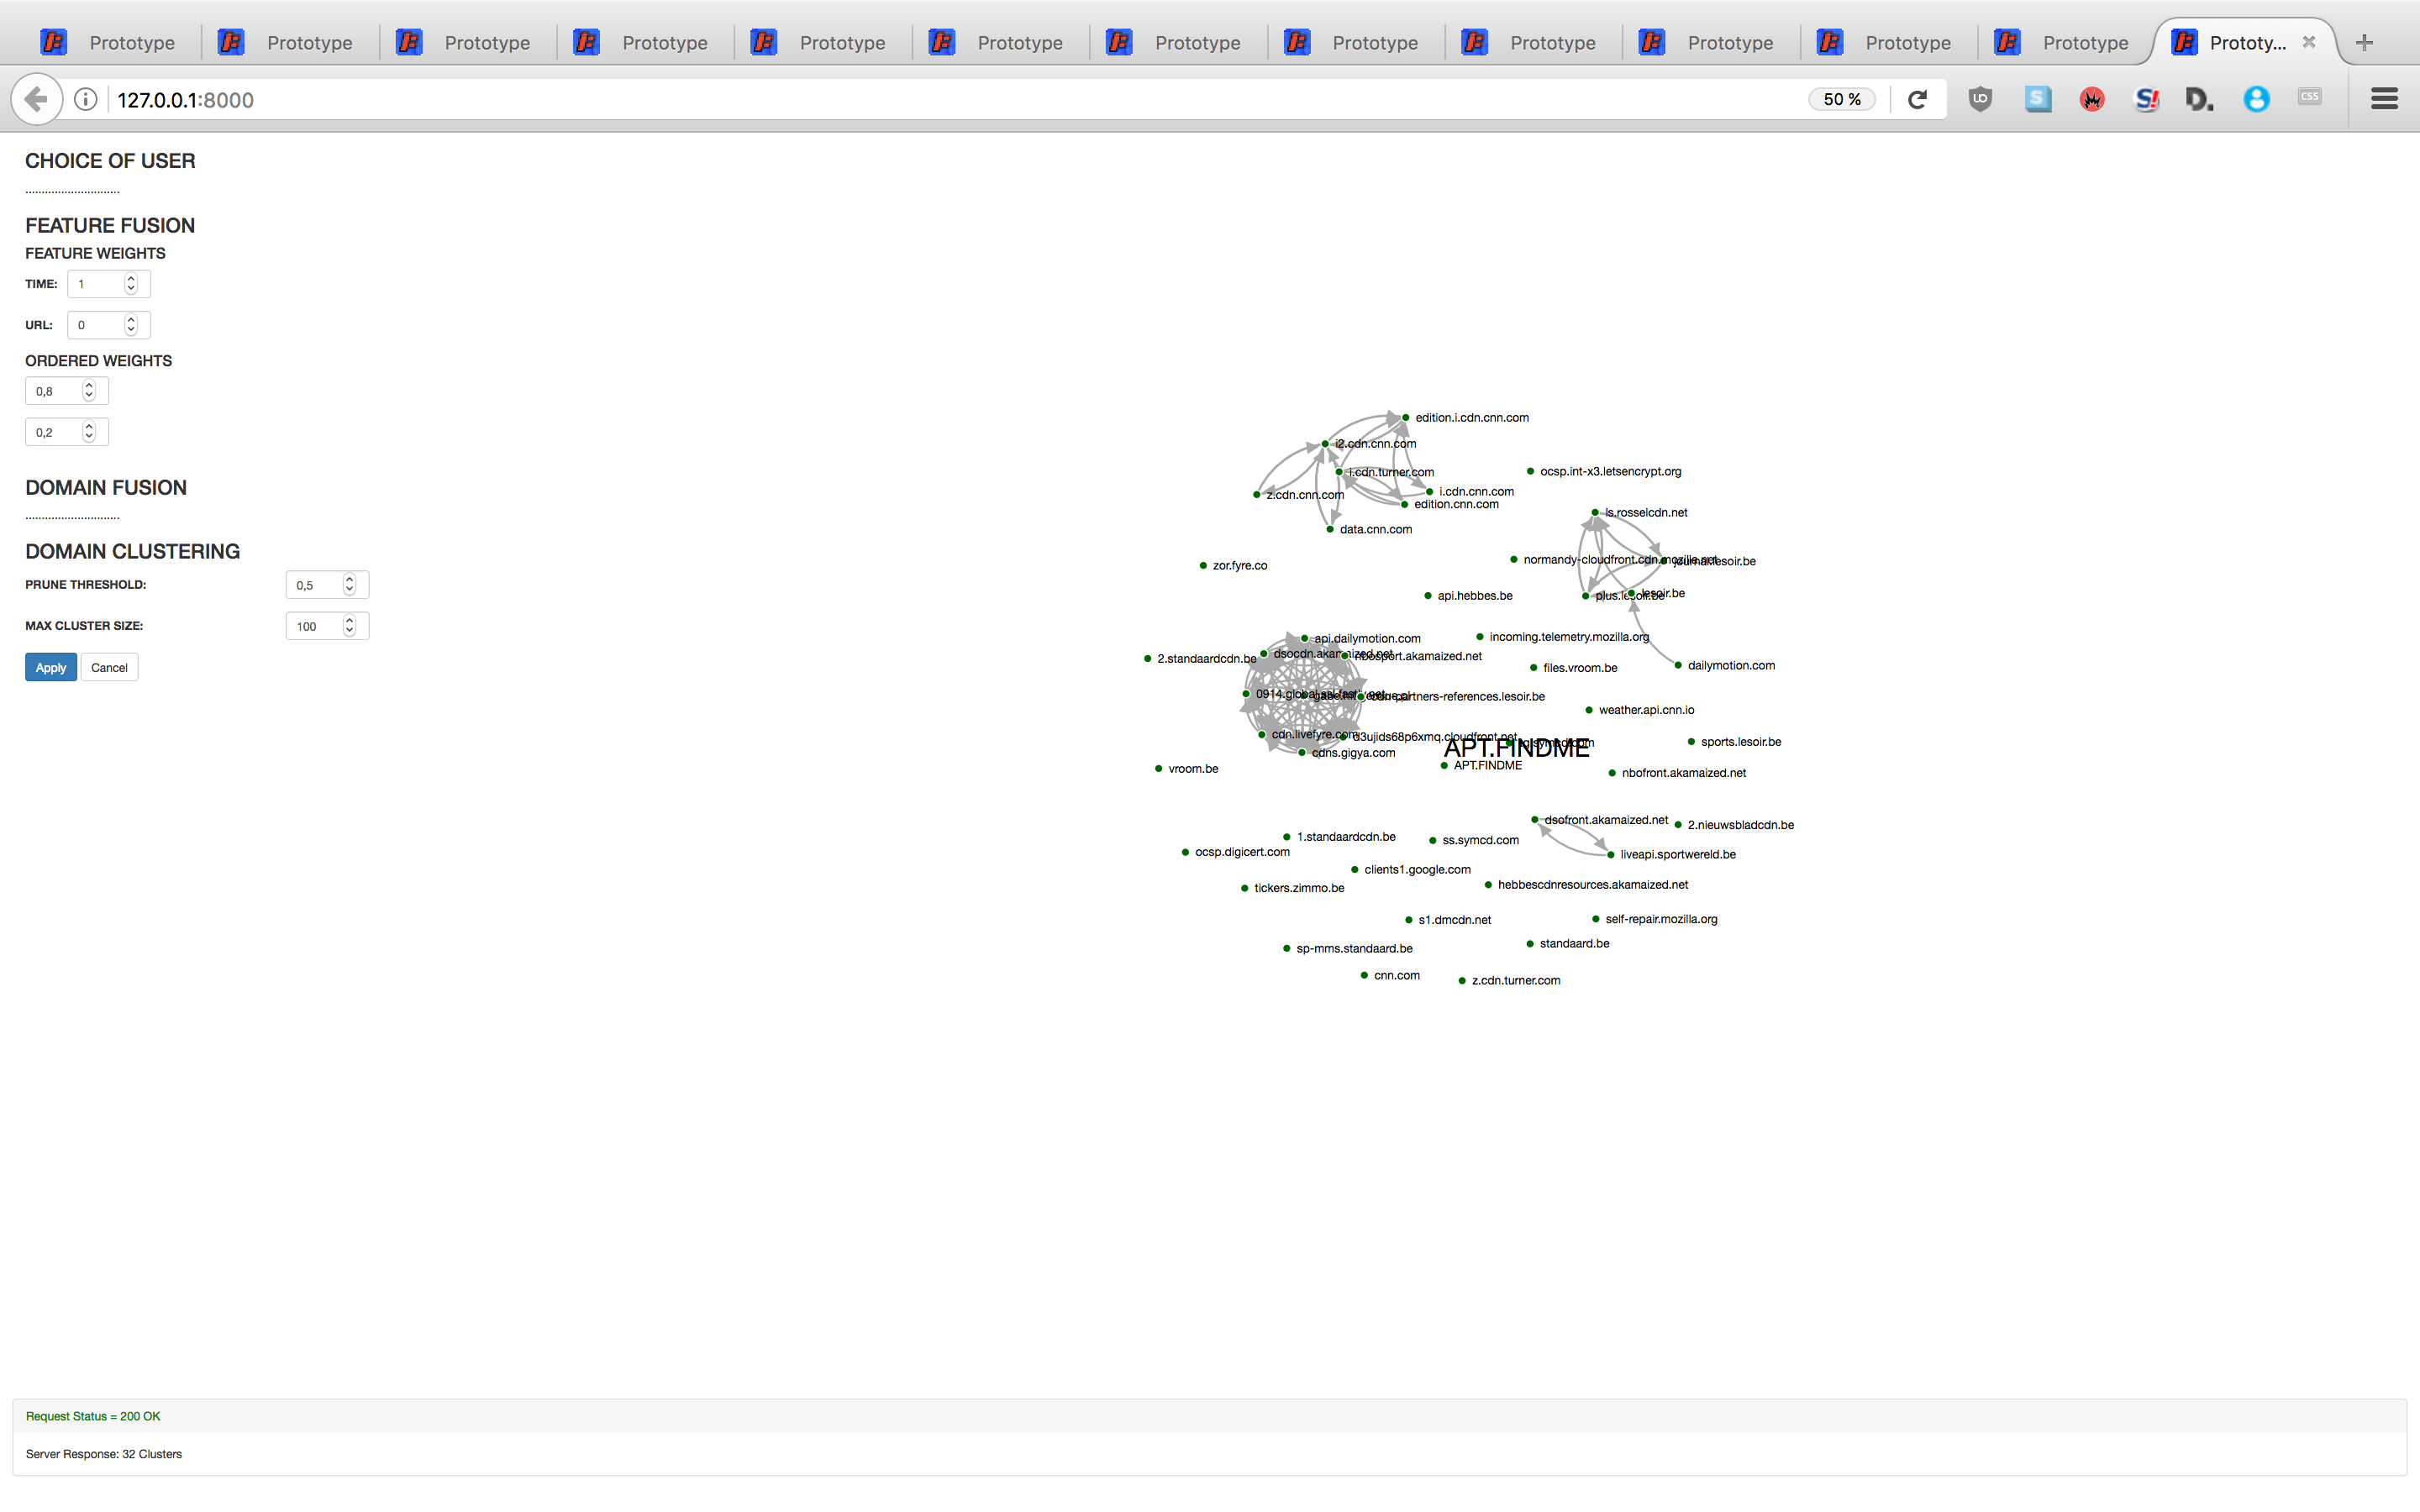 Prototype Prototype Prototype Prototype Prototype Prototype Prototype Prototype Prototype Prototype Prototype Prototype Prototy...
127.0.0.1:8000 50 %
CSS
CHOICE OF USER
.............................
FEATURE FUSION
FEATURE WEIGHTS
TIME: 1
URL: 0
ORDERED WEIGHTS
0,8
0,2
DOMAIN FUSION
.............................
DOMAIN CLUSTERING
PRUNE THRESHOLD: 0,5
MAX CLUSTER SIZE: 100
Apply Cancel
edition.i.cdn.cnn.com
i2.cdn.cnn.com
i.cdn.turner.com
ocsp.int-x3.letsencrypt.org
i.cdn.cnn.com
z.cdn.cnn.com
edition.cnn.com
ls.rosselcdn.net
data.cnn.com
normandy-cloudfront.cdn.mozilla.net
journal.lesoir.be
zor.fyre.co
lesoir.be
api.hebbes.be
plus.lesoir.be
incoming.telemetry.mozilla.org
api.dailymotion.com
dsocdn.akamaized.net
nbosport.akamaized.net
2.standaardcdn.be
dailymotion.com
files.vroom.be
cdn-partners-references.lesoir.be
weather.api.cnn.io
cdn.livefyre.com
d3ujids68p6xmq.cloudfront.net
sports.lesoir.be
APT.FINDME
cdns.gigya.com
APT.FINDME
vroom.be
nbofront.akamaized.net
dsofront.akamaized.net
2.nieuwsbladcdn.be
1.standaardcdn.be
ss.symcd.com
ocsp.digicert.com
liveapi.sportwereld.be
clients1.google.com
hebbescdnresources.akamaized.net
tickers.zimmo.be
s1.dmcdn.net
self-repair.mozilla.org
standaard.be
sp-mms.standaard.be
cnn.com
z.cdn.turner.com
Request Status = 200 OK
Server Response: 32 Clusters